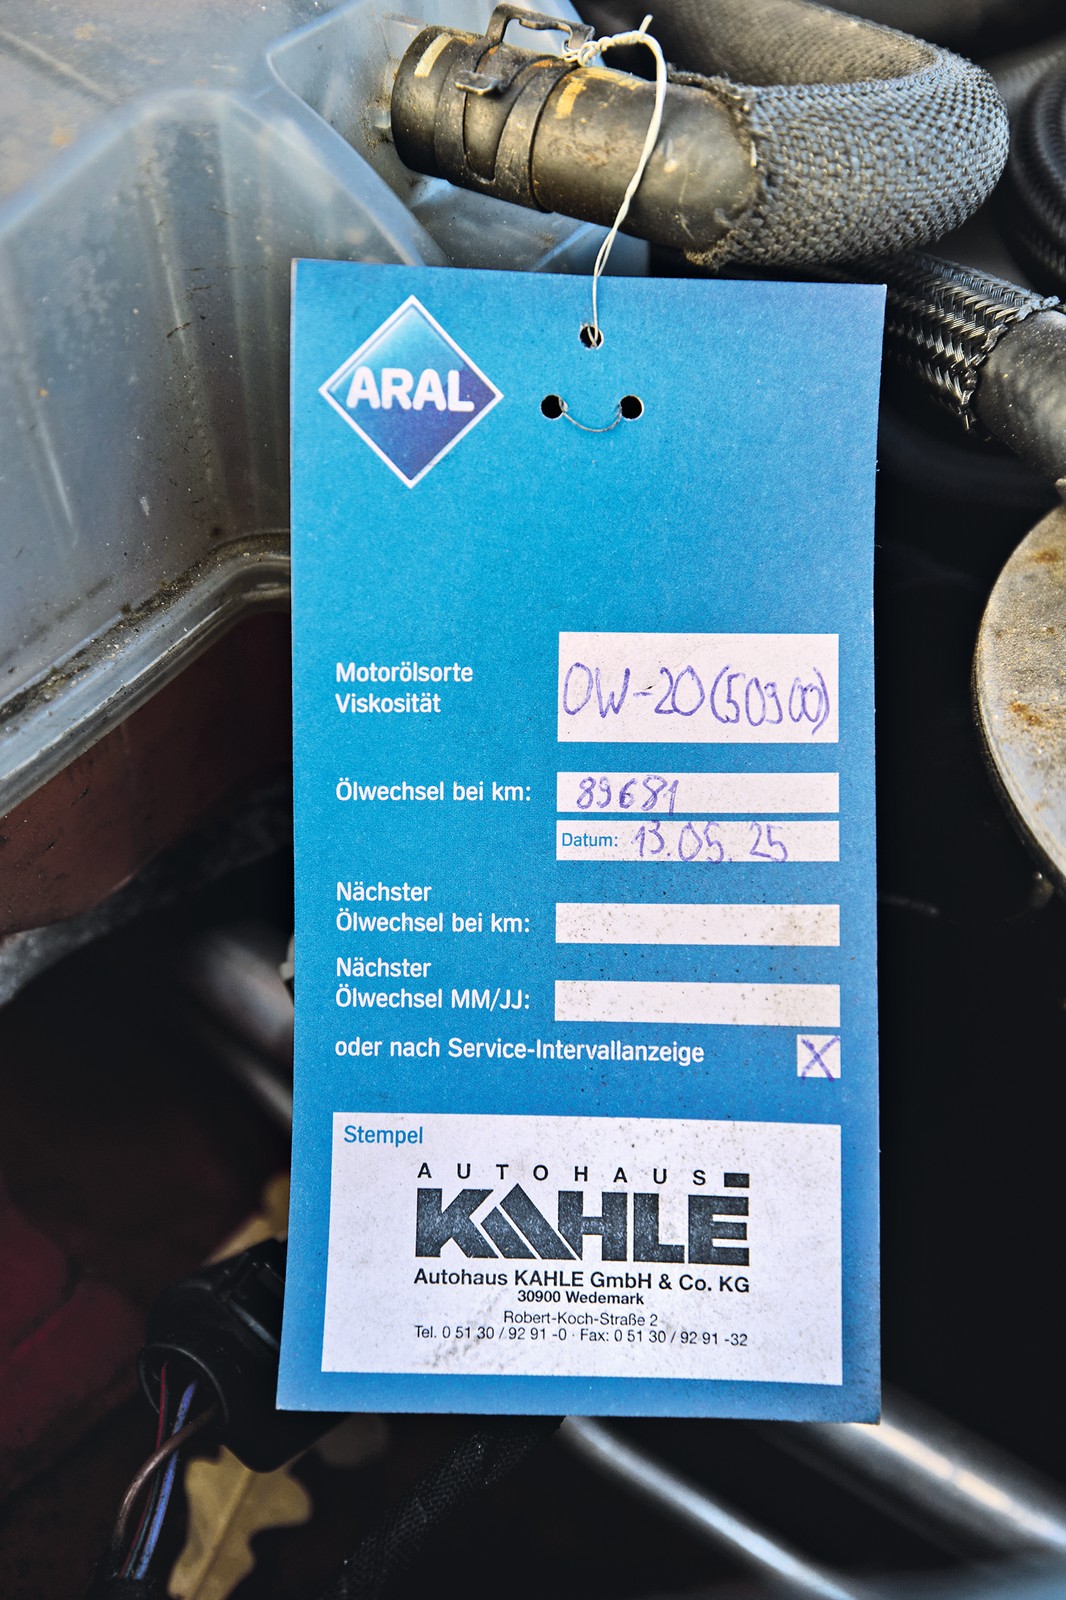 ARAL
Motorölsorte
Viskosität
0W-20(50900)
Ölwechsel bei km:
89681
Datum: 13.05.25
Nächster
Ölwechsel bei km:
Nächster
Ölwechsel MM/JJ:
oder nach Service-Intervallanzeige X
Stempel
AUTOHAUS
KAHLE
Autohaus KAHLE GmbH & Co. KG
30900 Wedemark
Robert-Koch-Straße 2
Tel. 0 51 30 / 92 91 -0 · Fax: 0 51 30 / 92 91 -32